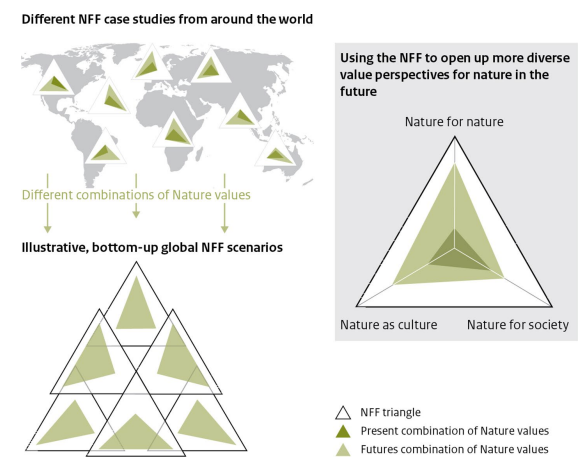 Different NFF case studies from around the world
Different combinations of Nature values
Illustrative, bottom-up global NFF scenarios
Using the NFF to open up more diverse
value perspectives for nature in the
future
Nature for nature
Nature as culture
Nature for society
NFF triangle
Present combination of Nature values
Futures combination of Nature values